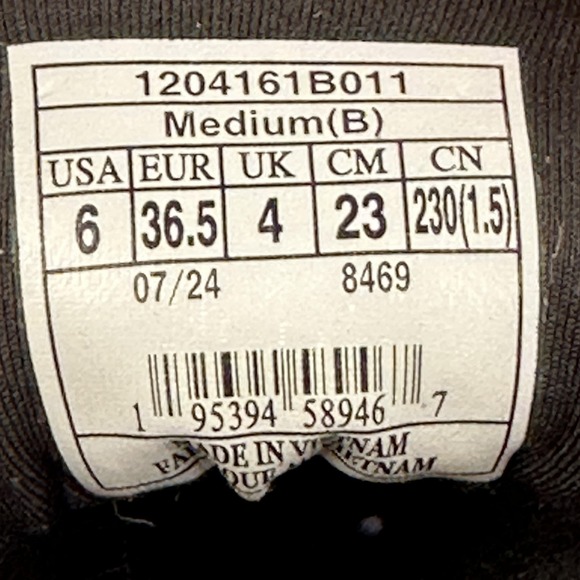 1204161B011
Medium(B)
USA EUR UK CM CN
6 36.5 4 23 230(1.5)
07/24 8469
1 95394 58946 7
DE IN VIETNAM